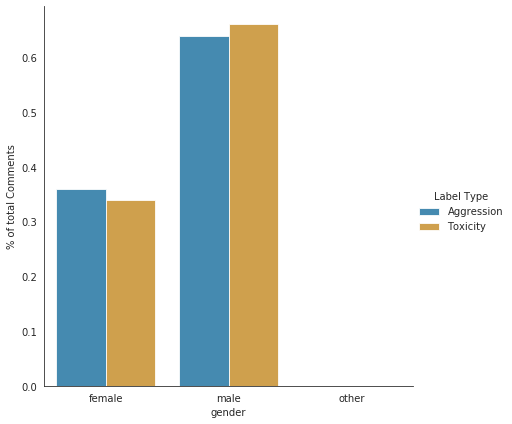 % of total Comments
0.6
0.5
0.4
0.3
0.2
0.1
0.0
female
male
other
gender
Label Type
Aggression
Toxicity